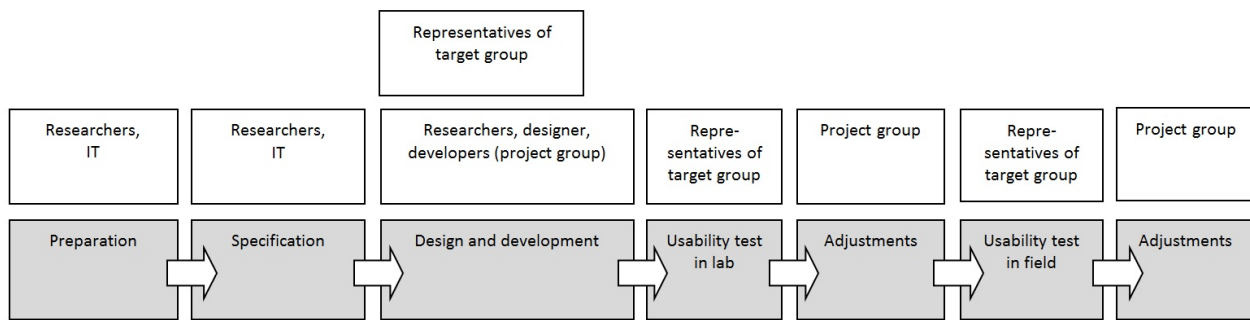 Representatives of
target group
Researchers,
IT
Researchers,
IT
Researchers, designer,
developers (project group)
Repre-
sentatives of
target group
Project group
Repre-
sentatives of
target group
Project group
Preparation
Specification
Design and development
Usability test
in lab
Adjustments
Usability test
in field
Adjustments